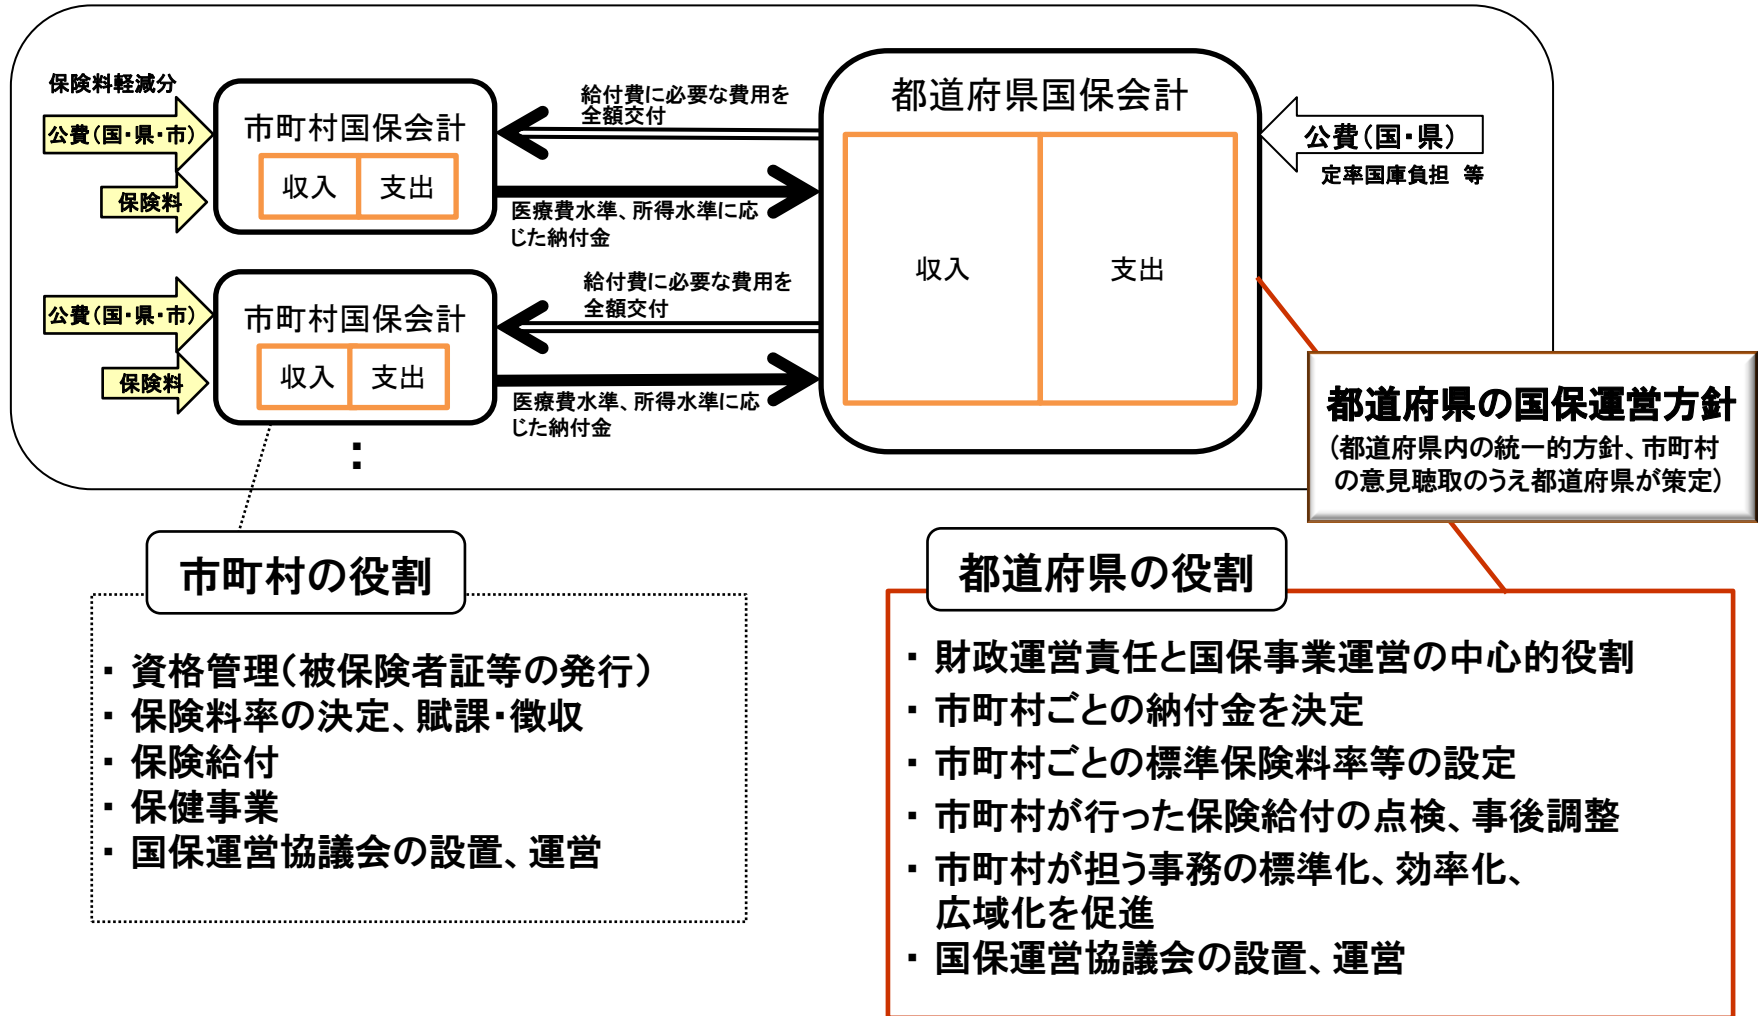 保険料軽減分
公費(国・県・市)
保険料
市町村国保会計
収入
支出
給付費に必要な費用を
全額交付
医療費水準、所得水準に応
じた納付金
公費(国・県・市)
保険料
市町村国保会計
収入
支出
給付費に必要な費用を
全額交付
医療費水準、所得水準に応
じた納付金
:
都道府県国保会計
収入
支出
公費(国・県)
定率国庫負担 等
都道府県の国保運営方針
(都道府県内の統一的方針、市町村
の意見聴取のうえ都道府県が策定)
市町村の役割
・ 資格管理(被保険者証等の発行)
・ 保険料率の決定、賦課・徴収
・ 保険給付
・ 保健事業
・ 国保運営協議会の設置、運営
都道府県の役割
・ 財政運営責任と国保事業運営の中心的役割
・ 市町村ごとの納付金を決定
・ 市町村ごとの標準保険料率等の設定
・ 市町村が行った保険給付の点検、事後調整
・ 市町村が担う事務の標準化、効率化、
広域化を促進
・ 国保運営協議会の設置、運営